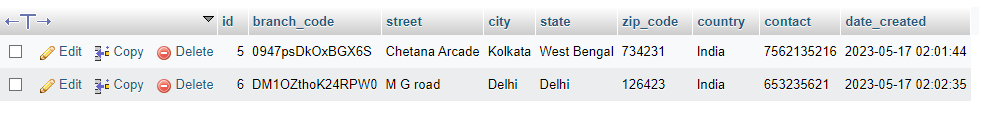 ←T→ id branch_code street city state zip_code country contact date_created
Edit Copy Delete 5 0947psDkOxBGX6S Chetana Arcade Kolkata West Bengal 734231 India 7562135216 2023-05-17 02:01:44
Edit Copy Delete 6 DM1OZthoK24RPW0 M G road Delhi Delhi 126423 India 653235621 2023-05-17 02:02:35